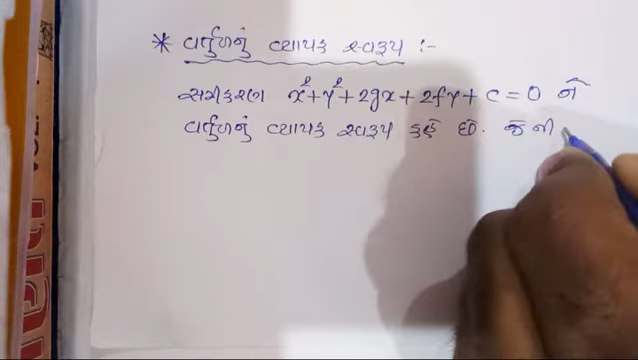 * વર્તુળનું વ્યાપક સ્વરૂપ :-
સમીકરણ x² + y² + 2gx + 2fy + c = 0 ને
વર્તુળનું વ્યાપક સ્વરૂપ કહે છે. જેની